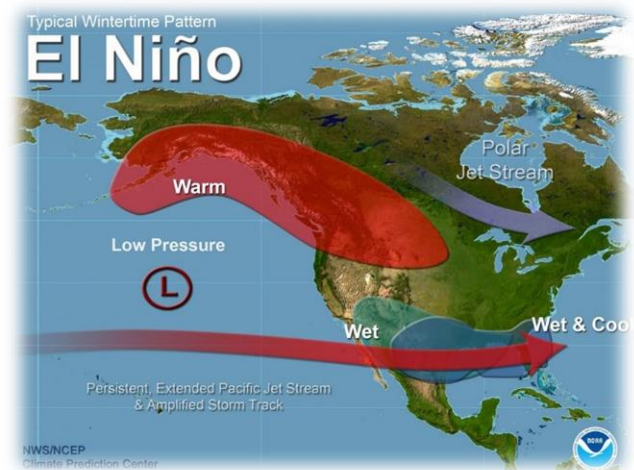 Typical Wintertime Pattern
El Niño
Polar
Jet Stream
Warm
Low Pressure
L
Wet
Wet & Cool
Persistent, Extended Pacific Jet Stream
& Amplified Storm Track
NWS/NCEP
Climate Prediction Center
NOAA